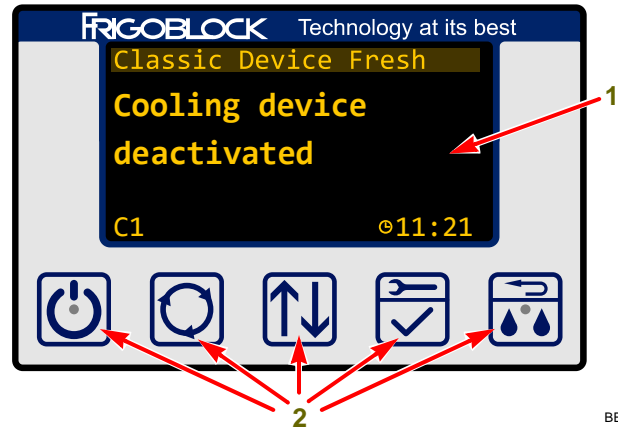 FRIGOBLOCK Technology at its best
Classic Device Fresh
Cooling device
deactivated
C1 11:21
1
2